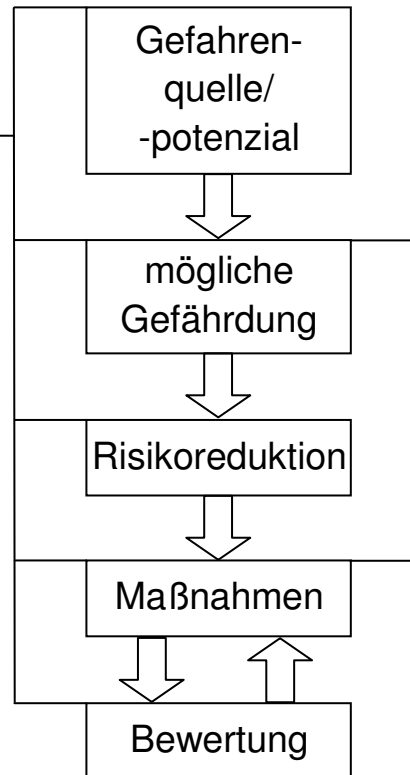 Gefahren-
quelle/
-potenzial
mögliche
Gefährdung
Risikoreduktion
Maßnahmen
Bewertung